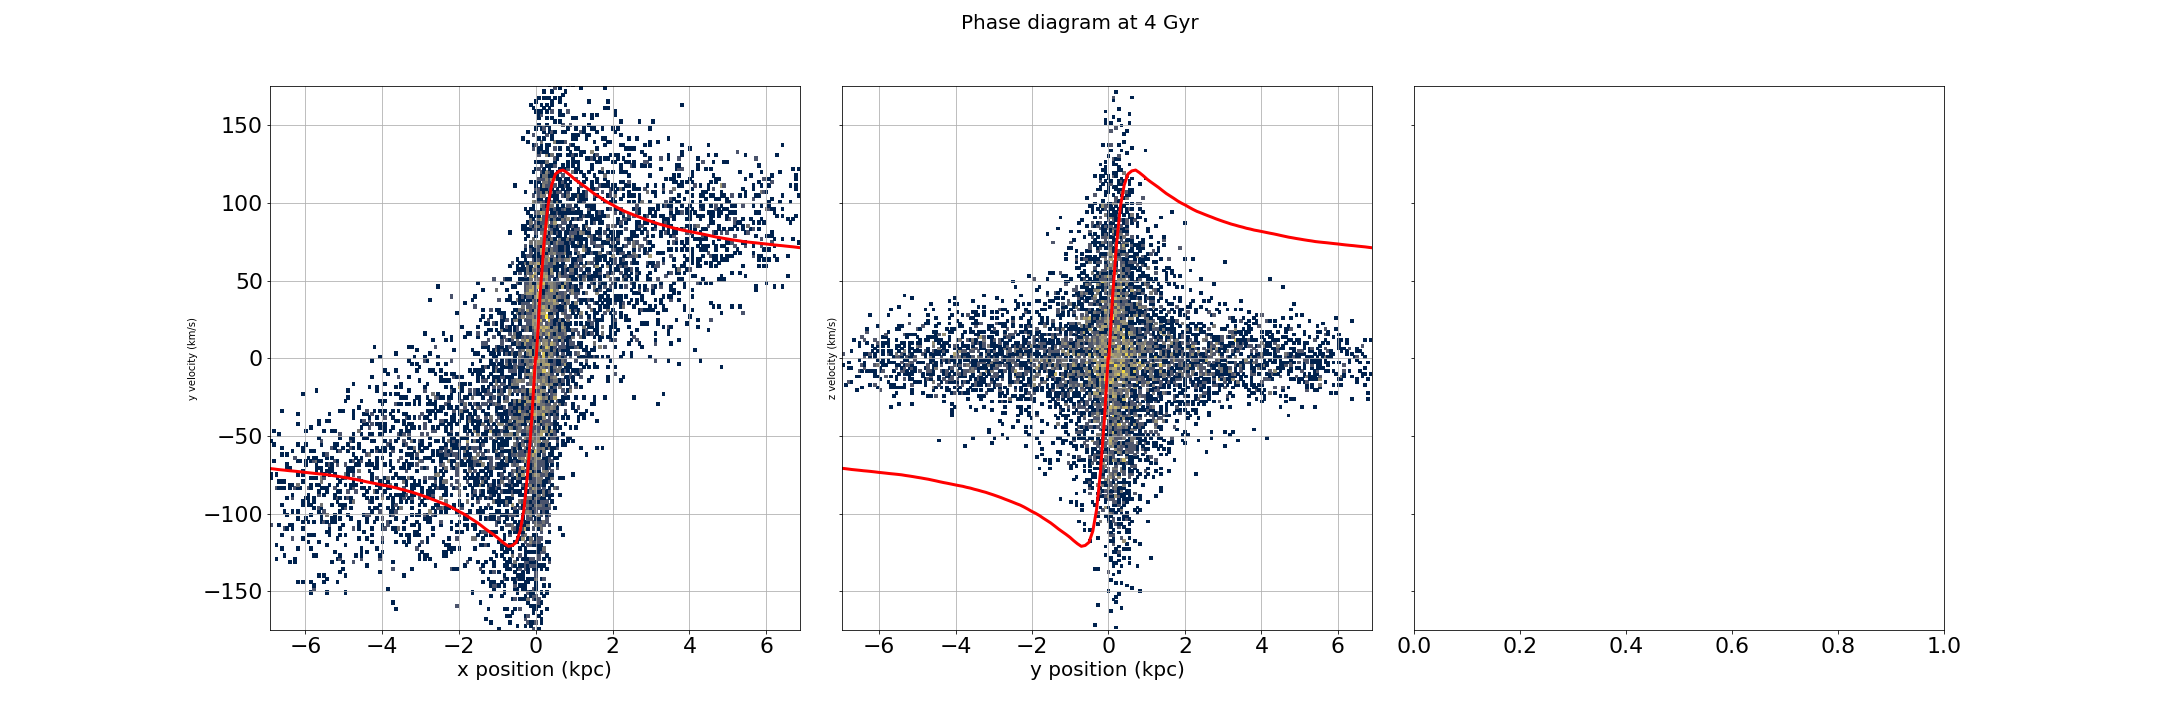 Phase diagram at 4 Gyr
150
100
50
0
−50
−100
−150
y velocity (km/s)
−6 −4 −2 0 2 4 6
x position (kpc)
z velocity (km/s)
−6 −4 −2 0 2 4 6
y position (kpc)
0.0 0.2 0.4 0.6 0.8 1.0